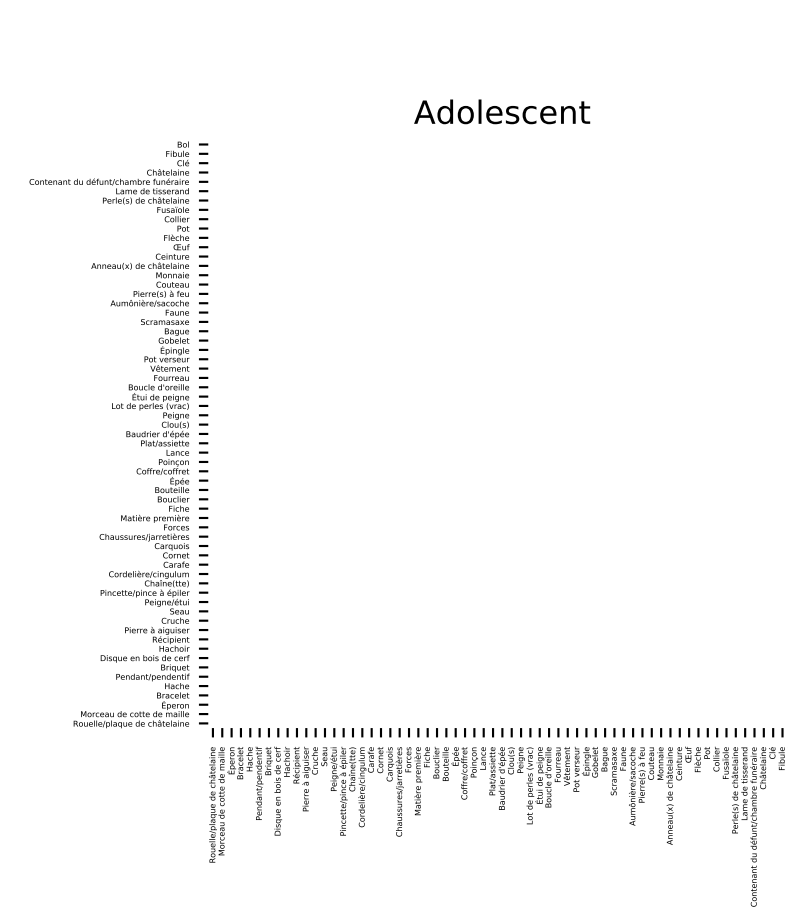 Adolescent
Bol
Fibule
Clé
Châtelaine
Contenant du défunt/chambre funéraire
Lame de tisserand
Perle(s) de châtelaine
Fusaïole
Collier
Pot
Flèche
Œuf
Ceinture
Anneau(x) de châtelaine
Monnaie
Couteau
Pierre(s) à feu
Aumônière/sacoche
Faune
Scramasaxe
Bague
Gobelet
Épingle
Pot verseur
Vêtement
Fourreau
Boucle d'oreille
Étui de peigne
Lot de perles (vrac)
Peigne
Clou(s)
Baudrier d'épée
Plat/assiette
Lance
Poinçon
Coffre/coffret
Épée
Bouteille
Bouclier
Fiche
Matière première
Forces
Chaussures/jarretières
Carquois
Cornet
Carafe
Cordelière/cingulum
Chaîne(tte)
Pincette/pince à épiler
Peigne/étui
Seau
Cruche
Pierre à aiguiser
Récipient
Hachoir
Disque en bois de cerf
Briquet
Pendant/pendentif
Hache
Bracelet
Éperon
Morceau de cotte de maille
Rouelle/plaque de châtelaine
Rouelle/plaque de châtelaine
Morceau de cotte de maille
Éperon
Bracelet
Hache
Pendant/pendentif
Briquet
Disque en bois de cerf
Hachoir
Récipient
Pierre à aiguiser
Cruche
Seau
Peigne/étui
Pincette/pince à épiler
Chaîne(tte)
Cordelière/cingulum
Carafe
Cornet
Carquois
Chaussures/jarretières
Forces
Matière première
Fiche
Bouclier
Bouteille
Épée
Coffre/coffret
Poinçon
Lance
Plat/assiette
Baudrier d'épée
Clou(s)
Peigne
Lot de perles (vrac)
Étui de peigne
Boucle d'oreille
Fourreau
Vêtement
Pot verseur
Épingle
Gobelet
Bague
Scramasaxe
Faune
Aumônière/sacoche
Pierre(s) à feu
Couteau
Monnaie
Anneau(x) de châtelaine
Ceinture
Œuf
Flèche
Pot
Collier
Fusaïole
Perle(s) de châtelaine
Lame de tisserand
Contenant du défunt/chambre funéraire
Châtelaine
Clé
Fibule